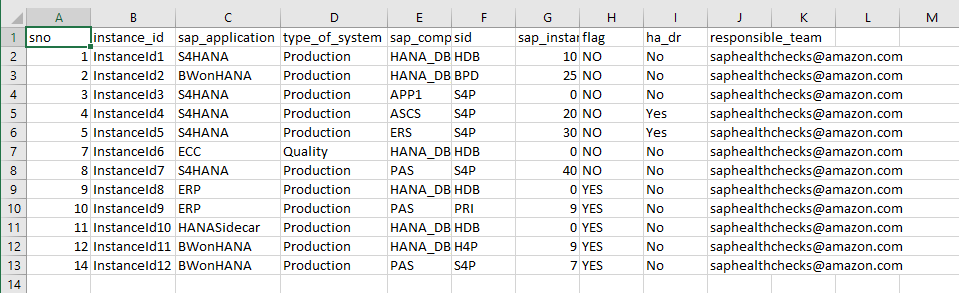 A B C D E F G H I J K L M
1 sno instance_id sap_application type_of_system sap_comp sid sap_instan flag ha_dr responsible_team
2 1 InstanceId1 S4HANA Production HANA_DB HDB 10 NO No saphealthchecks@amazon.com
3 2 InstanceId2 BWonHANA Production HANA_DB BPD 25 NO No saphealthchecks@amazon.com
4 3 InstanceId3 S4HANA Production APP1 S4P 0 NO No saphealthchecks@amazon.com
5 4 InstanceId4 S4HANA Production ASCS S4P 20 NO Yes saphealthchecks@amazon.com
6 5 InstanceId5 S4HANA Production ERS S4P 30 NO Yes saphealthchecks@amazon.com
7 7 InstanceId6 ECC Quality HANA_DB HDB 0 NO No saphealthchecks@amazon.com
8 8 InstanceId7 S4HANA Production PAS S4P 40 NO No saphealthchecks@amazon.com
9 9 InstanceId8 ERP Production HANA_DB HDB 0 YES No saphealthchecks@amazon.com
10 10 InstanceId9 ERP Production PAS PRI 9 YES No saphealthchecks@amazon.com
11 11 InstanceId10 HANASidecar Production HANA_DB HDB 0 YES No saphealthchecks@amazon.com
12 12 InstanceId11 BWonHANA Production HANA_DB H4P 9 YES No saphealthchecks@amazon.com
13 14 InstanceId12 BWonHANA Production PAS S4P 7 YES No saphealthchecks@amazon.com
14